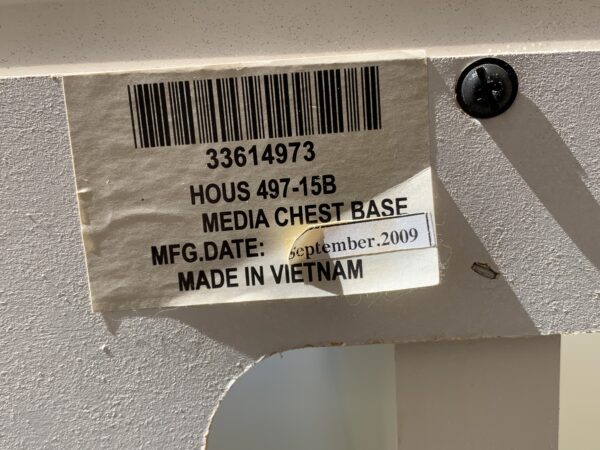 33614973
HOUS 497-15B
MEDIA CHEST BASE
MFG.DATE: September.2009
MADE IN VIETNAM